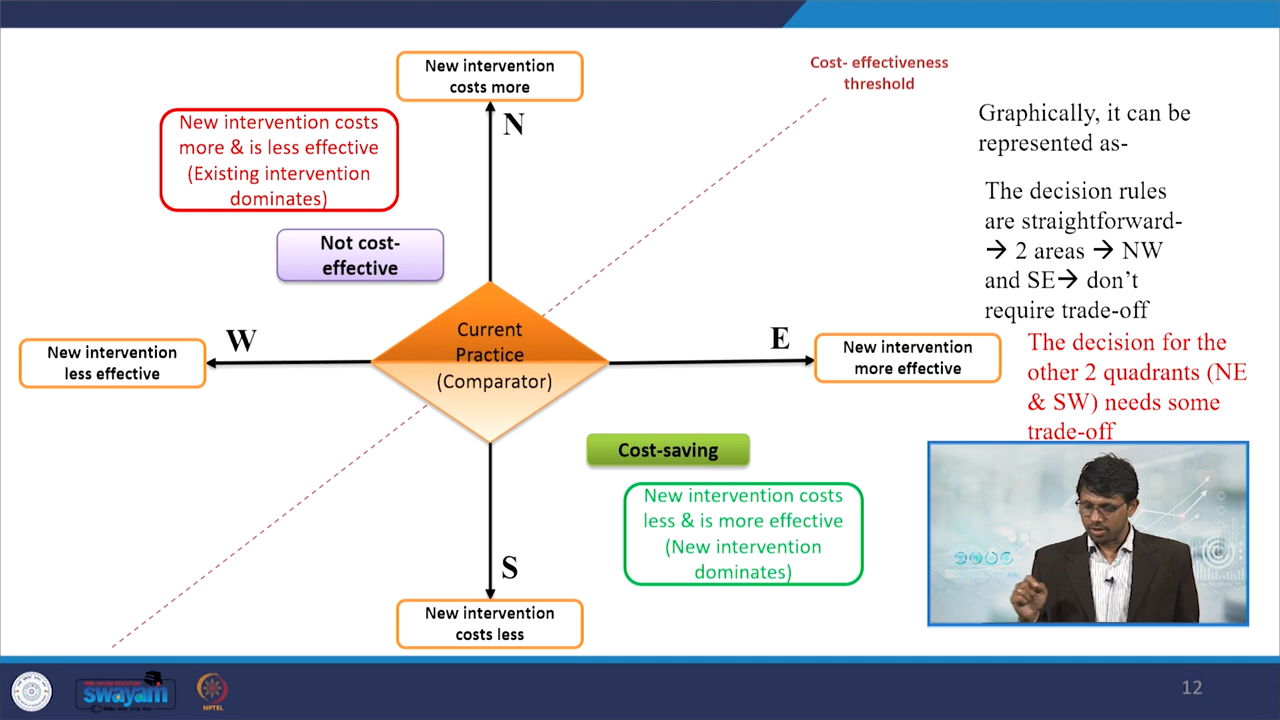 New intervention
costs more
N
Cost- effectiveness
threshold
New intervention costs
more & is less effective
(Existing intervention
dominates)
Not cost-
effective
Graphically, it can be
represented as-
The decision rules
are straightforward-
→ 2 areas → NW
and SE→ don’t
require trade-off
Current
Practice
(Comparator)
W
New intervention
less effective
E
New intervention
more effective
The decision for the
other 2 quadrants (NE
& SW) needs some
trade-off
Cost-saving
New intervention costs
less & is more effective
(New intervention
dominates)
S
New intervention
costs less
swayam
NPTEL
12